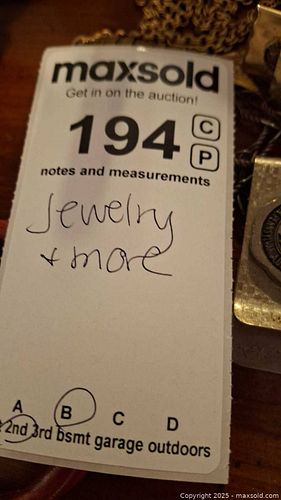 maxsold
Get in on the auction!
194 C
P
notes and measurements
Jewelry
+ more
A B C D
2nd 3rd bsmt garage outdoors
Copyright © 2025 - maxsold.com